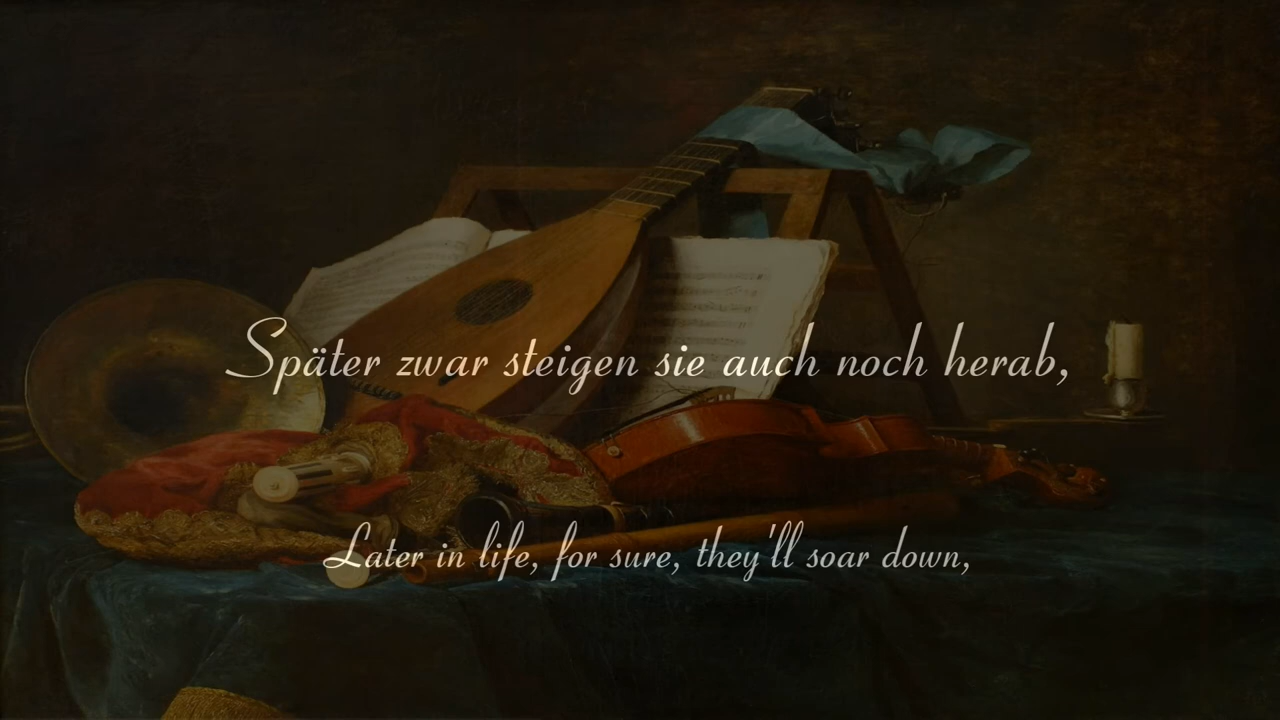 Später zwar steigen sie auch noch herab,
Later in life, for sure, they'll soar down,